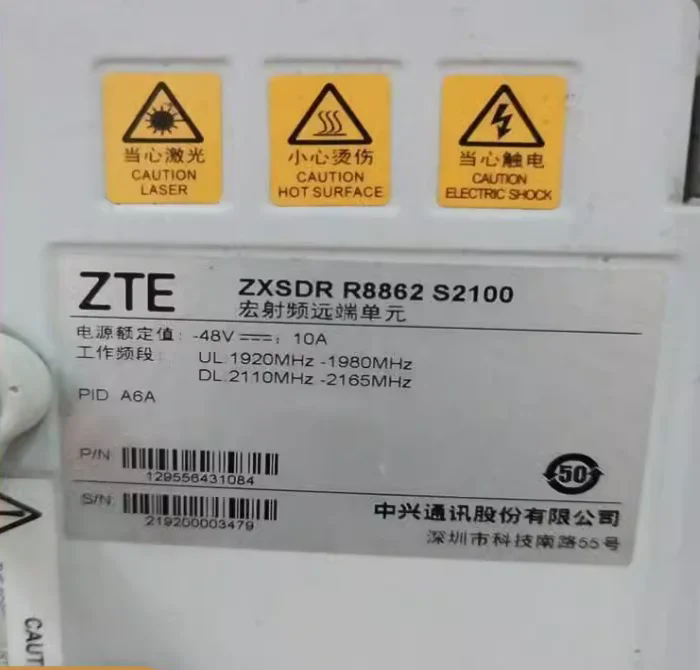 当心激光
CAUTION
LASER
小心烫伤
CAUTION
HOT SURFACE
当心触电
CAUTION
ELECTRIC SHOCK
ZTE
ZXSDR R8862 S2100
宏射频远端单元
电源额定值: -48V ⎓; 10A
工作频段: UL:1920MHz -1980MHz
DL:2110MHz -2165MHz
PID A6A
P/N
129556431084
50
S/N
219200003479
中兴通讯股份有限公司
深圳市科技南路55号
CAUT